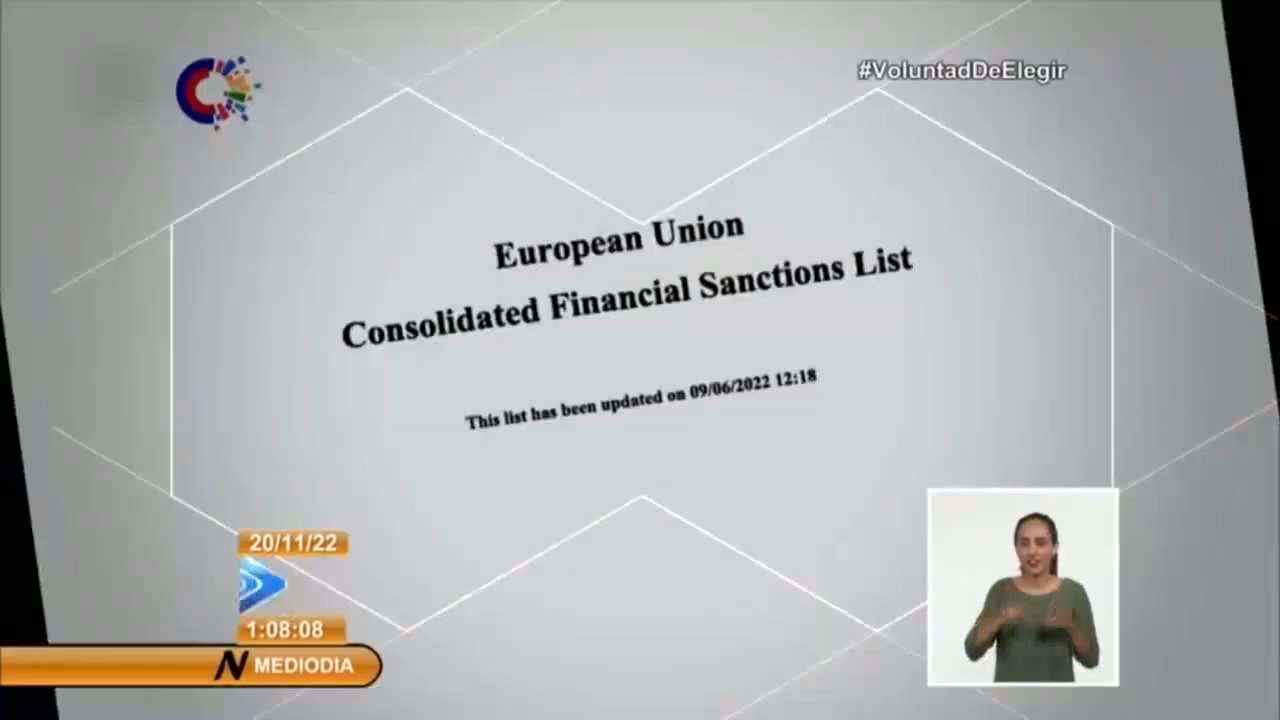 #VoluntadDeElegir
European Union
Consolidated Financial Sanctions List
This list has been updated on 09/06/2022 12:18
20/11/22
1:08:08
N MEDIODIA